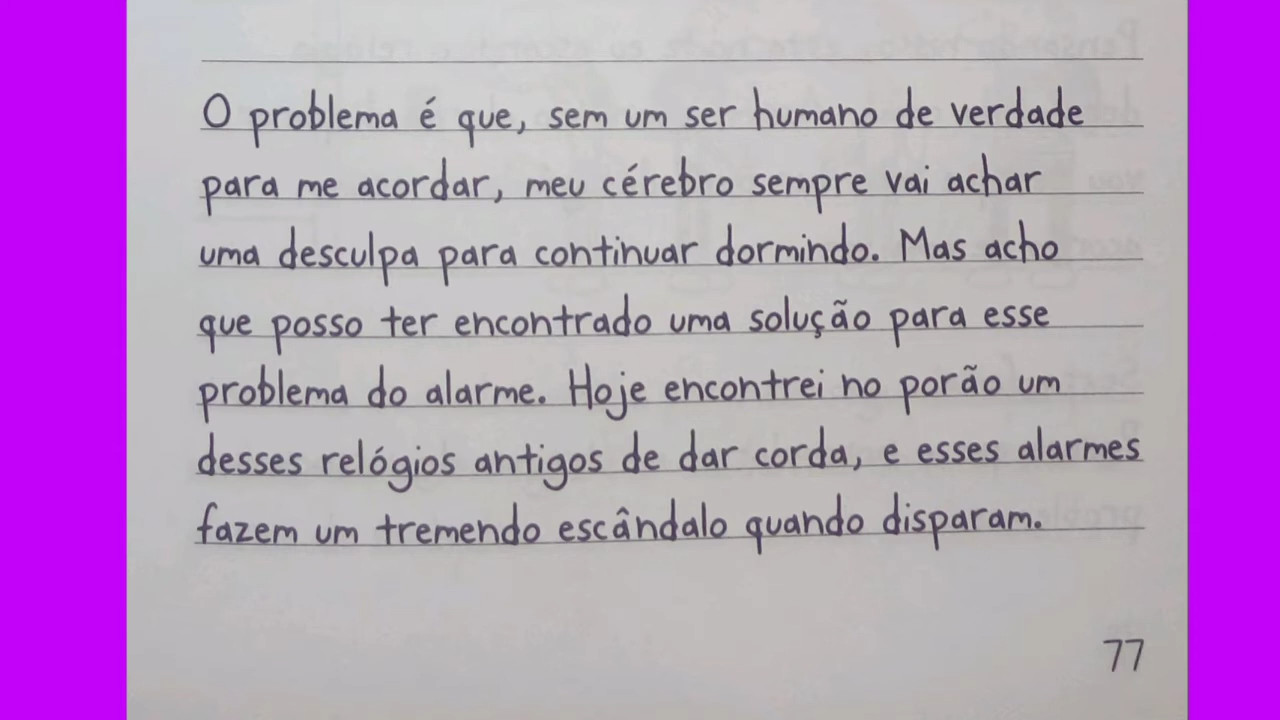 O problema é que, sem um ser humano de verdade
para me acordar, meu cérebro sempre vai achar
uma desculpa para continuar dormindo. Mas acho
que posso ter encontrado uma solução para esse
problema do alarme. Hoje encontrei no porão um
desses relógios antigos de dar corda, e esses alarmes
fazem um tremendo escândalo quando disparam.
77